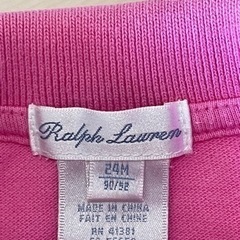 Ralph Lauren
24M
90/52
MADE IN CHINA
FAIT EN CHINE
RN 41381